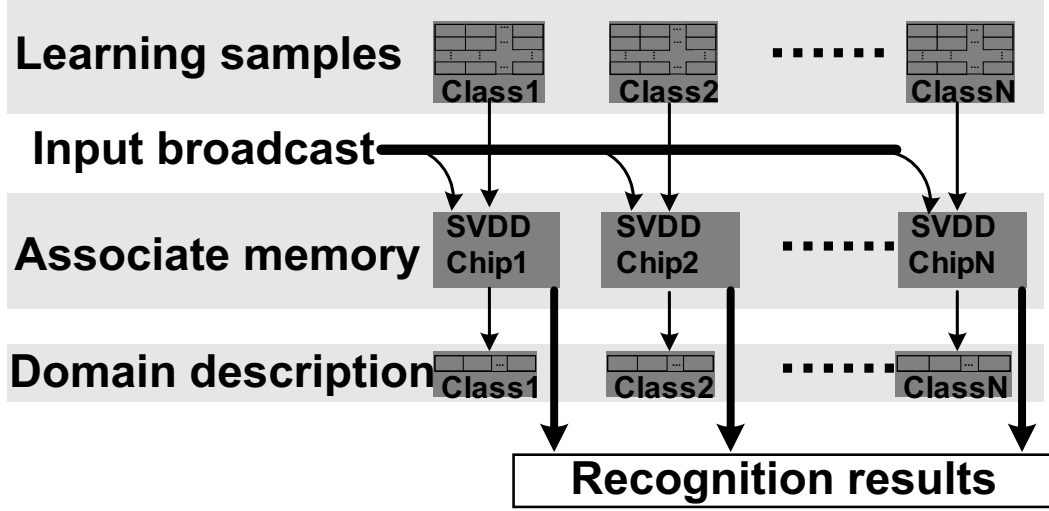 Learning samples
Class1
Class2
ClassN
Input broadcast
Associate memory
SVDD
Chip1
SVDD
Chip2
SVDD
ChipN
Domain description
Class1
Class2
ClassN
Recognition results